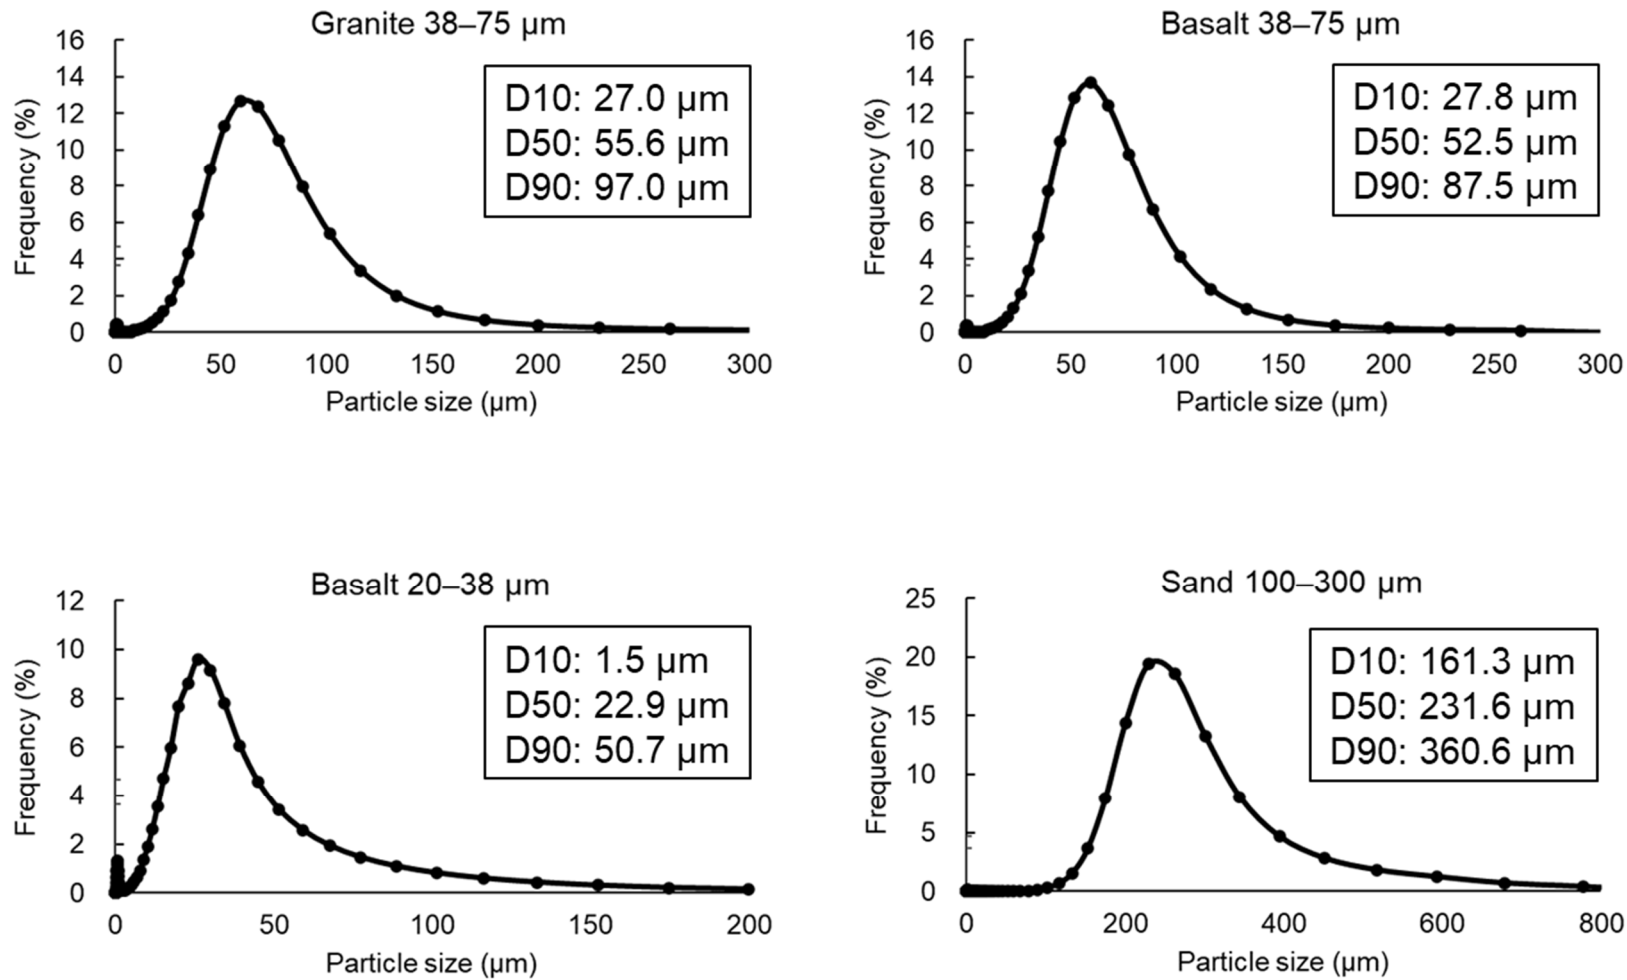 Granite 38–75 µm
Frequency (%)
16
14
12
10
8
6
4
2
0
D10: 27.0 µm
D50: 55.6 µm
D90: 97.0 µm
0 50 100 150 200 250 300
Particle size (µm)
Basalt 38–75 µm
Frequency (%)
16
14
12
10
8
6
4
2
0
D10: 27.8 µm
D50: 52.5 µm
D90: 87.5 µm
0 50 100 150 200 250 300
Particle size (µm)
Basalt 20–38 µm
Frequency (%)
12
10
8
6
4
2
0
D10: 1.5 µm
D50: 22.9 µm
D90: 50.7 µm
0 50 100 150 200
Particle size (µm)
Sand 100–300 µm
Frequency (%)
25
20
15
10
5
0
D10: 161.3 µm
D50: 231.6 µm
D90: 360.6 µm
0 200 400 600 800
Particle size (µm)